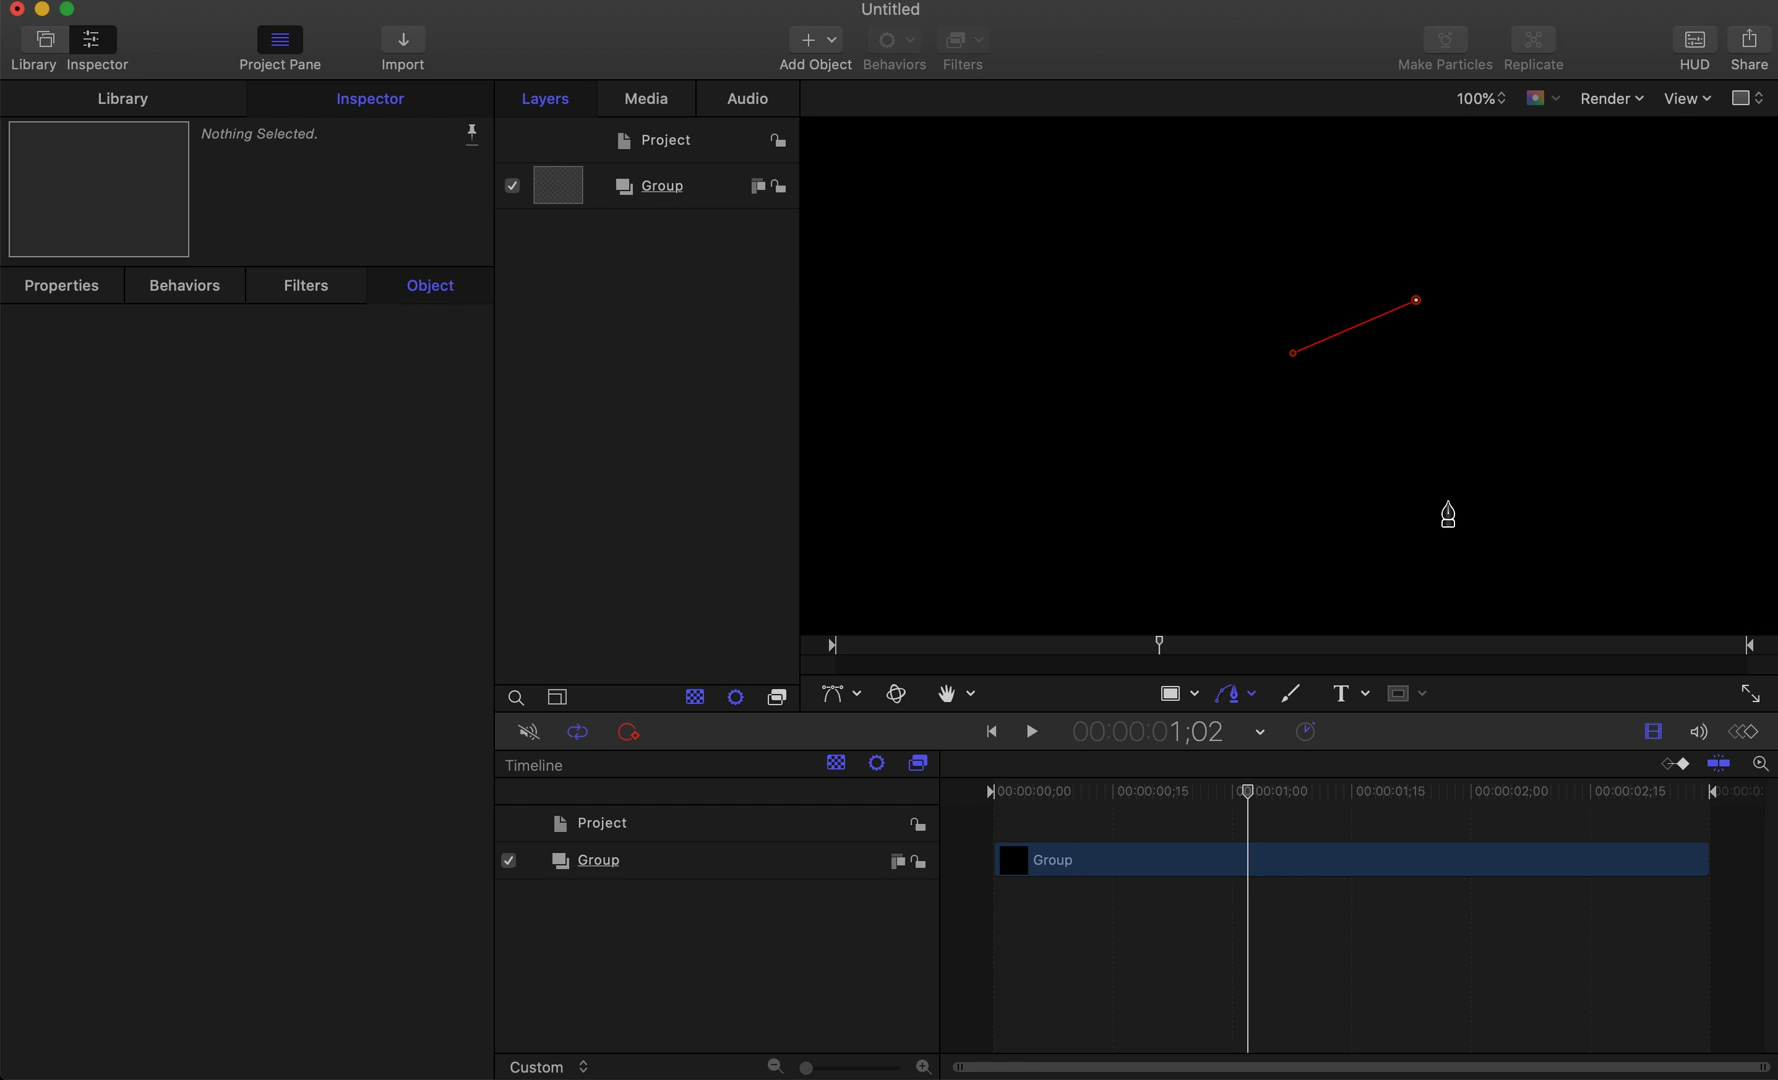 Untitled
Library Inspector Project Pane Import Add Object Behaviors Filters Make Particles Replicate HUD Share
Library Inspector Layers Media Audio 100% Render View
Nothing Selected.
Project
Group
Properties Behaviors Filters Object
T
00:00:01;02
Timeline
00:00:00;00 00:00:00;15 00:00:01;00 00:00:01;15 00:00:02;00 00:00:02;15
Project
Group Group
Custom